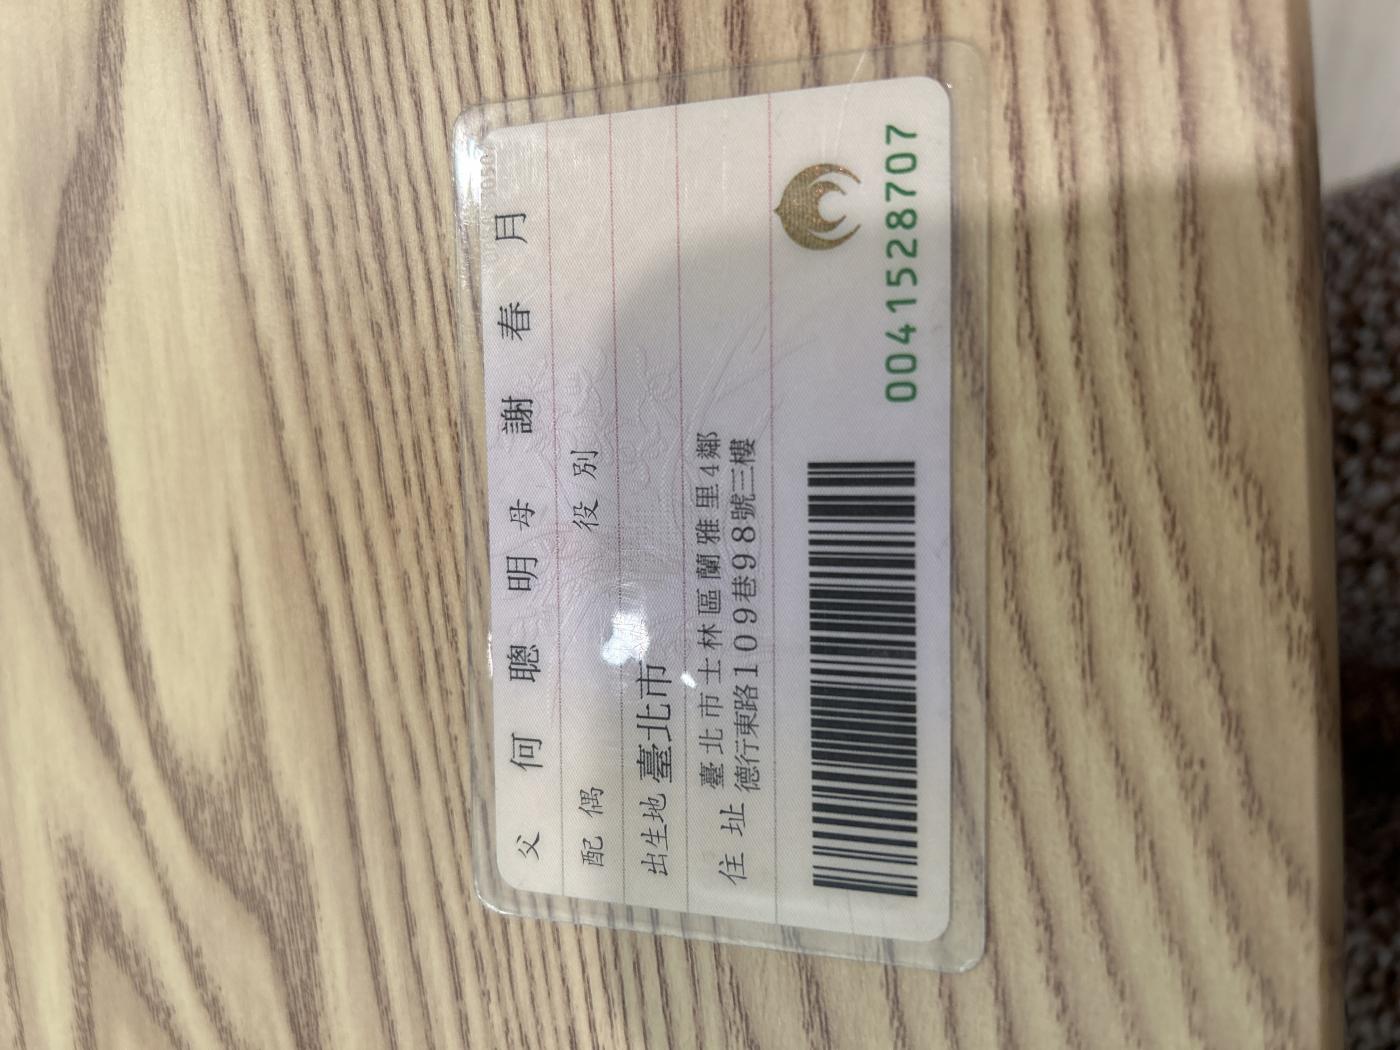 父 何聰明 母 謝春月
配偶 役別
出生地 臺北市
住址 臺北市士林區蘭雅里4鄰
德行東路109巷98號三樓
0041528707